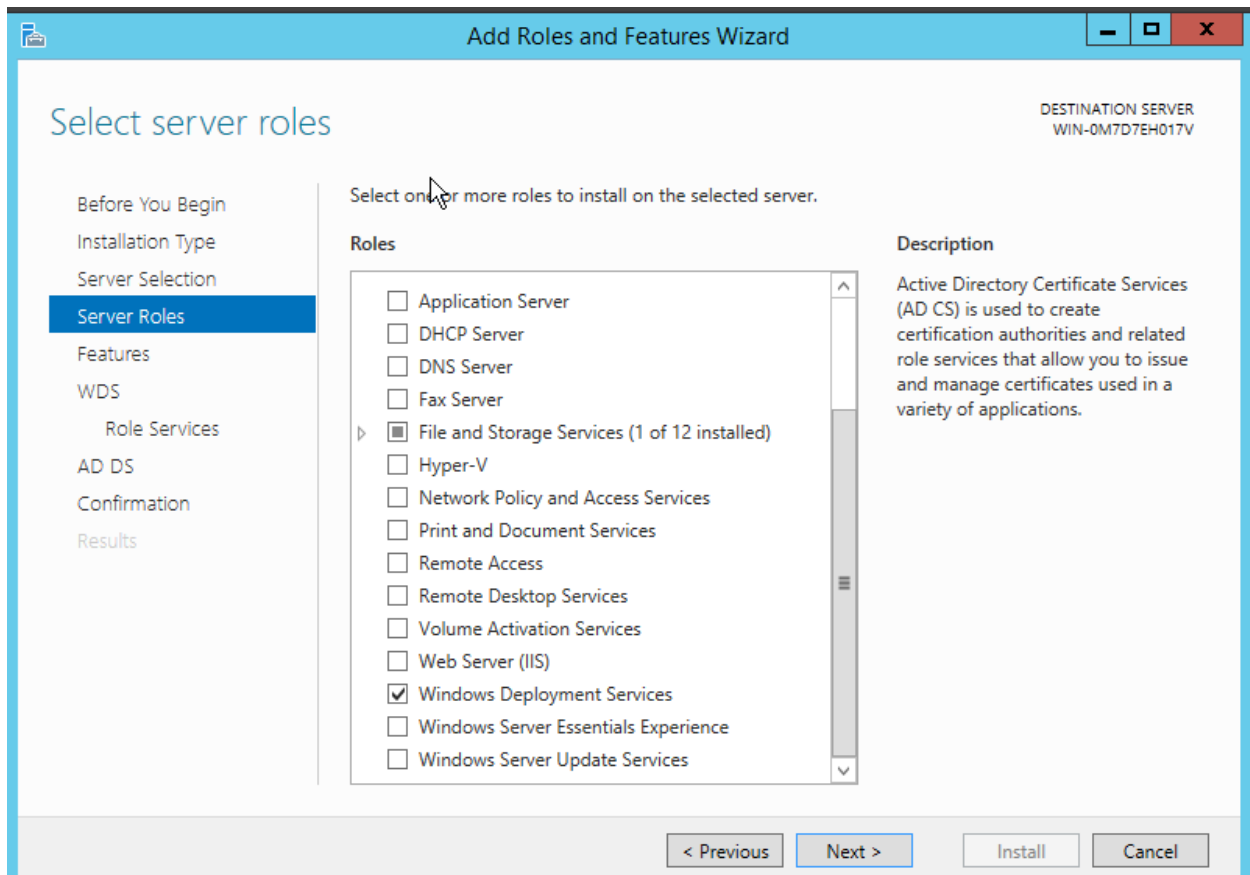 Add Roles and Features Wizard
Select server roles
DESTINATION SERVER
WIN-0M7D7EH017V
Before You Begin
Installation Type
Server Selection
Server Roles
Features
WDS
Role Services
AD DS
Confirmation
Results
Select one or more roles to install on the selected server.
Roles
Application Server
DHCP Server
DNS Server
Fax Server
File and Storage Services (1 of 12 installed)
Hyper-V
Network Policy and Access Services
Print and Document Services
Remote Access
Remote Desktop Services
Volume Activation Services
Web Server (IIS)
Windows Deployment Services
Windows Server Essentials Experience
Windows Server Update Services
Description
Active Directory Certificate Services
(AD CS) is used to create
certification authorities and related
role services that allow you to issue
and manage certificates used in a
variety of applications.
< Previous
Next >
Install
Cancel